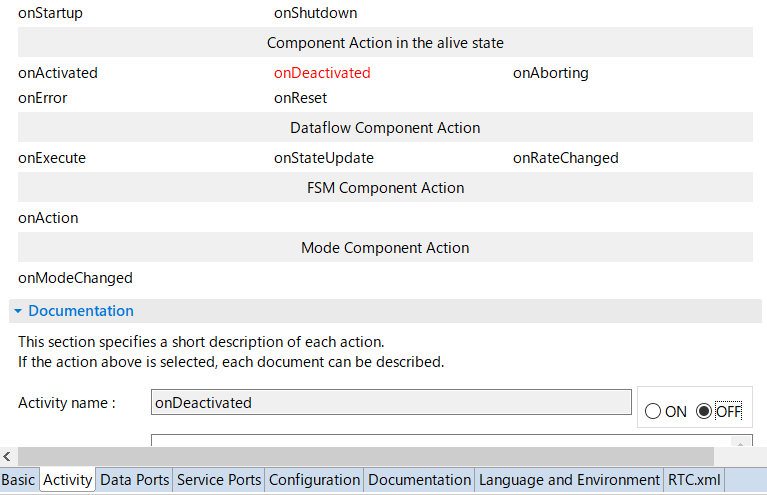 onStartup onShutdown
Component Action in the alive state
onActivated onDeactivated onAborting
onError onReset
Dataflow Component Action
onExecute onStateUpdate onRateChanged
FSM Component Action
onAction
Mode Component Action
onModeChanged
Documentation
This section specifies a short description of each action.
If the action above is selected, each document can be described.
Activity name : onDeactivated ON OFF
Basic Activity Data Ports Service Ports Configuration Documentation Language and Environment RTC.xml